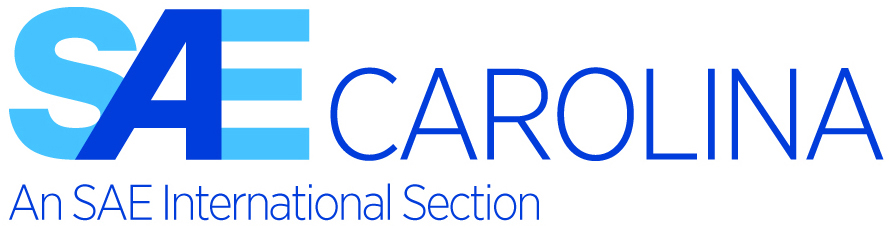 SAE CAROLINA
An SAE International Section